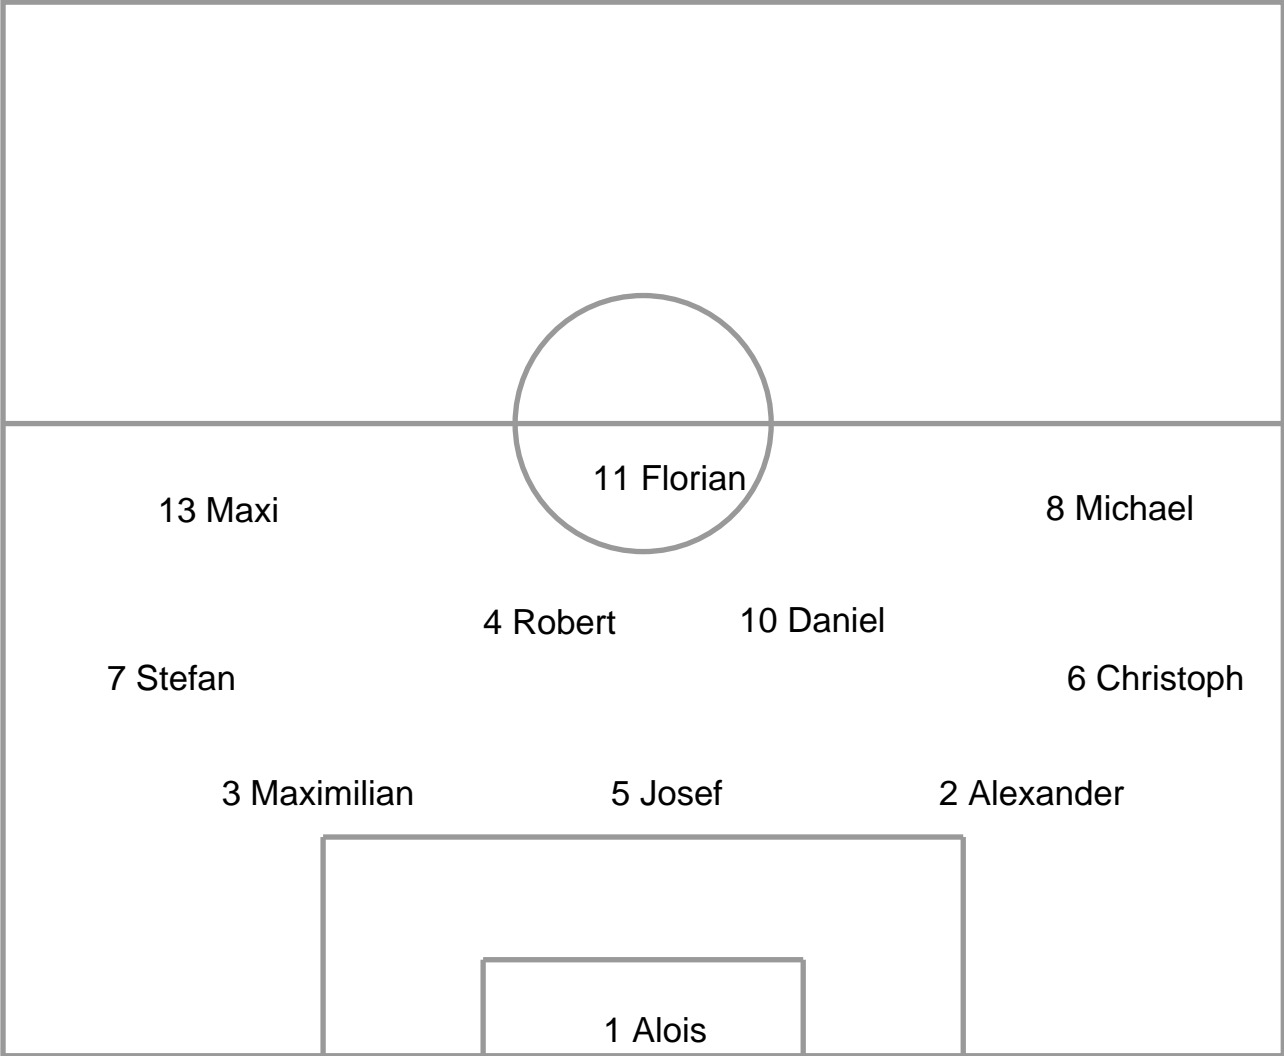 11 Florian
13 Maxi
8 Michael
4 Robert
10 Daniel
7 Stefan
6 Christoph
3 Maximilian
5 Josef
2 Alexander
1 Alois